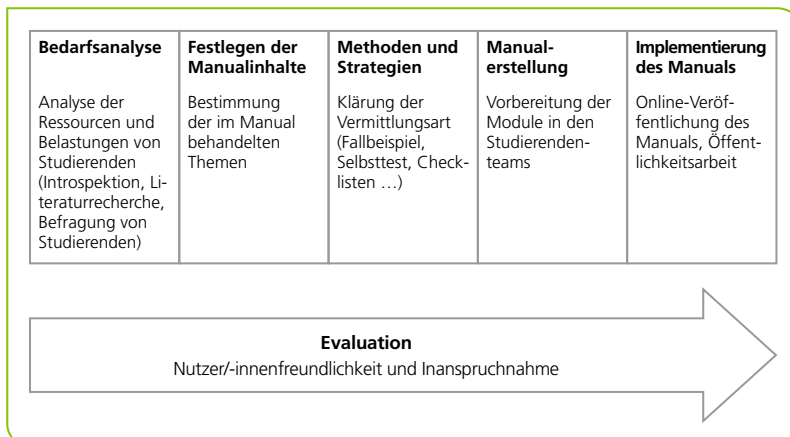 Bedarfsanalyse
Analyse der
Ressourcen und
Belastungen von
Studierenden
(Introspektion, Li-
teraturrecherche,
Befragung von
Studierenden)
Festlegen der
Manualinhalte
Bestimmung
der im Manual
behandelten
Themen
Methoden und
Strategien
Klärung der
Vermittlungsart
(Fallbeispiel,
Selbsttest, Check-
listen …)
Manual-
erstellung
Vorbereitung der
Module in den
Studierenden-
teams
Implementierung
des Manuals
Online-Veröf-
fentlichung des
Manuals, Öffent-
lichkeitsarbeit
Evaluation
Nutzer/-innenfreundlichkeit und Inanspruchnahme